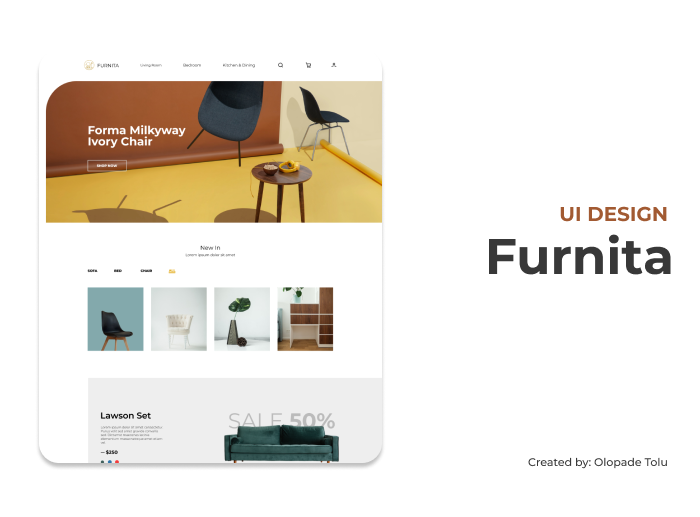 FURNITA
Living Room
Bedroom
Kitchen & Dining
Forma Milkyway
Ivory Chair
SHOP NOW
New In
Lorem ipsum dolor sit amet
SOFA
BED
CHAIR
SALE 50%
Lawson Set
$250
UI DESIGN
Furnita
Created by: Olopade Tolu